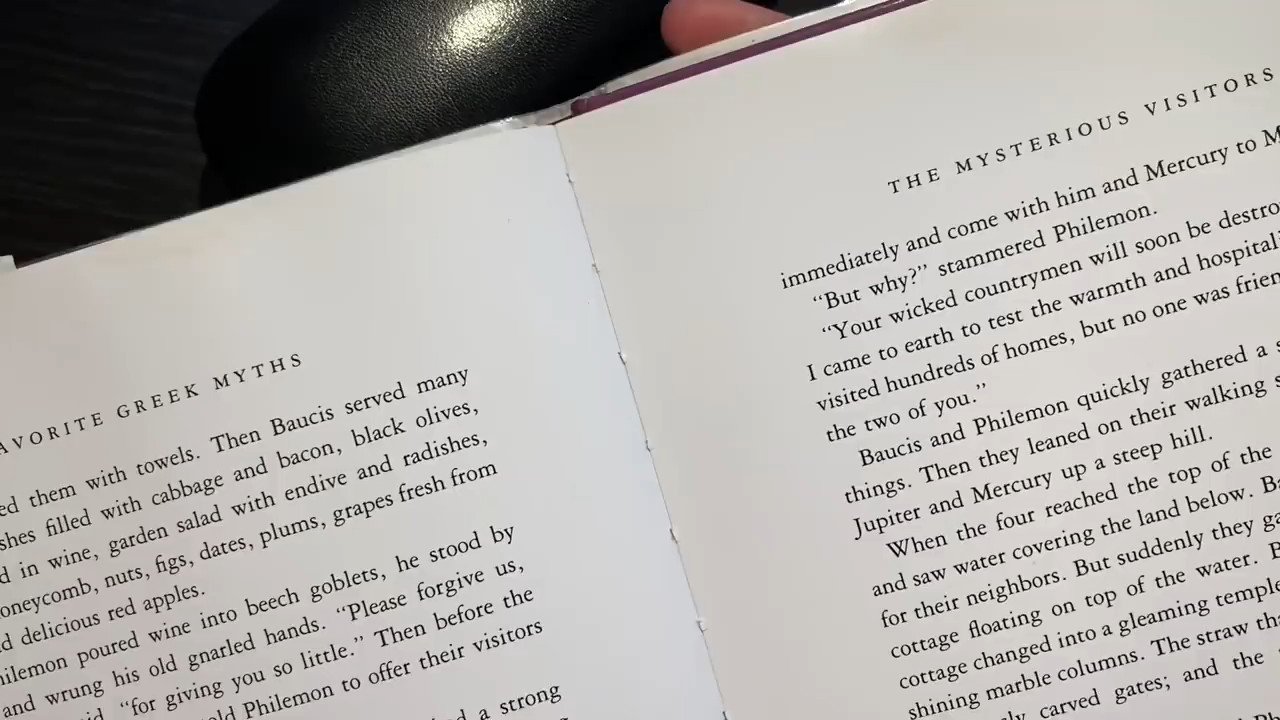 AVORITE GREEK MYTHS
ed them with towels. Then Baucis served many
shes filled with cabbage and bacon, black olives,
d in wine, garden salad with endive and radishes,
oneycomb, nuts, figs, dates, plums, grapes fresh from
d delicious red apples.
hilemon poured wine into beech goblets, he stood by
and wrung his old gnarled hands. “Please forgive us,
id “for giving you so little.” Then before the
old Philemon to offer their visitors
d a strong
THE MYSTERIOUS VISITORS
immediately and come with him and Mercury to M
“But why?” stammered Philemon.
“Your wicked countrymen will soon be destro
I came to earth to test the warmth and hospitali
visited hundreds of homes, but no one was frien
the two of you.”
Baucis and Philemon quickly gathered a s
things. Then they leaned on their walking s
Jupiter and Mercury up a steep hill.
When the four reached the top of the
and saw water covering the land below. Ba
for their neighbors. But suddenly they ga
cottage floating on top of the water. B
cottage changed into a gleaming temple
shining marble columns. The straw tha
ly carved gates; and the